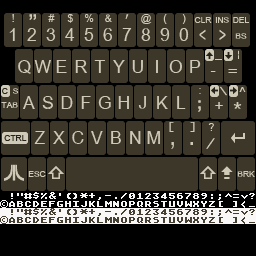 ! " # $ % & ' @ ( ) CLR INS DEL
1 2 3 4 5 6 7 8 9 0 < > BS
Q W E R T Y U I O P - =
C S TAB A S D F G H J K L ; : + *
CTRL Z X C V B N M , [ . ] / ? ↵
ESC ⇧ ⇧ BRK
!"#$%&'()*+,-./0123456789:;^=v?
©ABCDEFGHIJKLMNOPQRSTUVWXYZ[ ]
!"#$%&'()*+,-./0123456789:;^=v?
©ABCDEFGHIJKLMNOPQRSTUVWXYZ[ ]